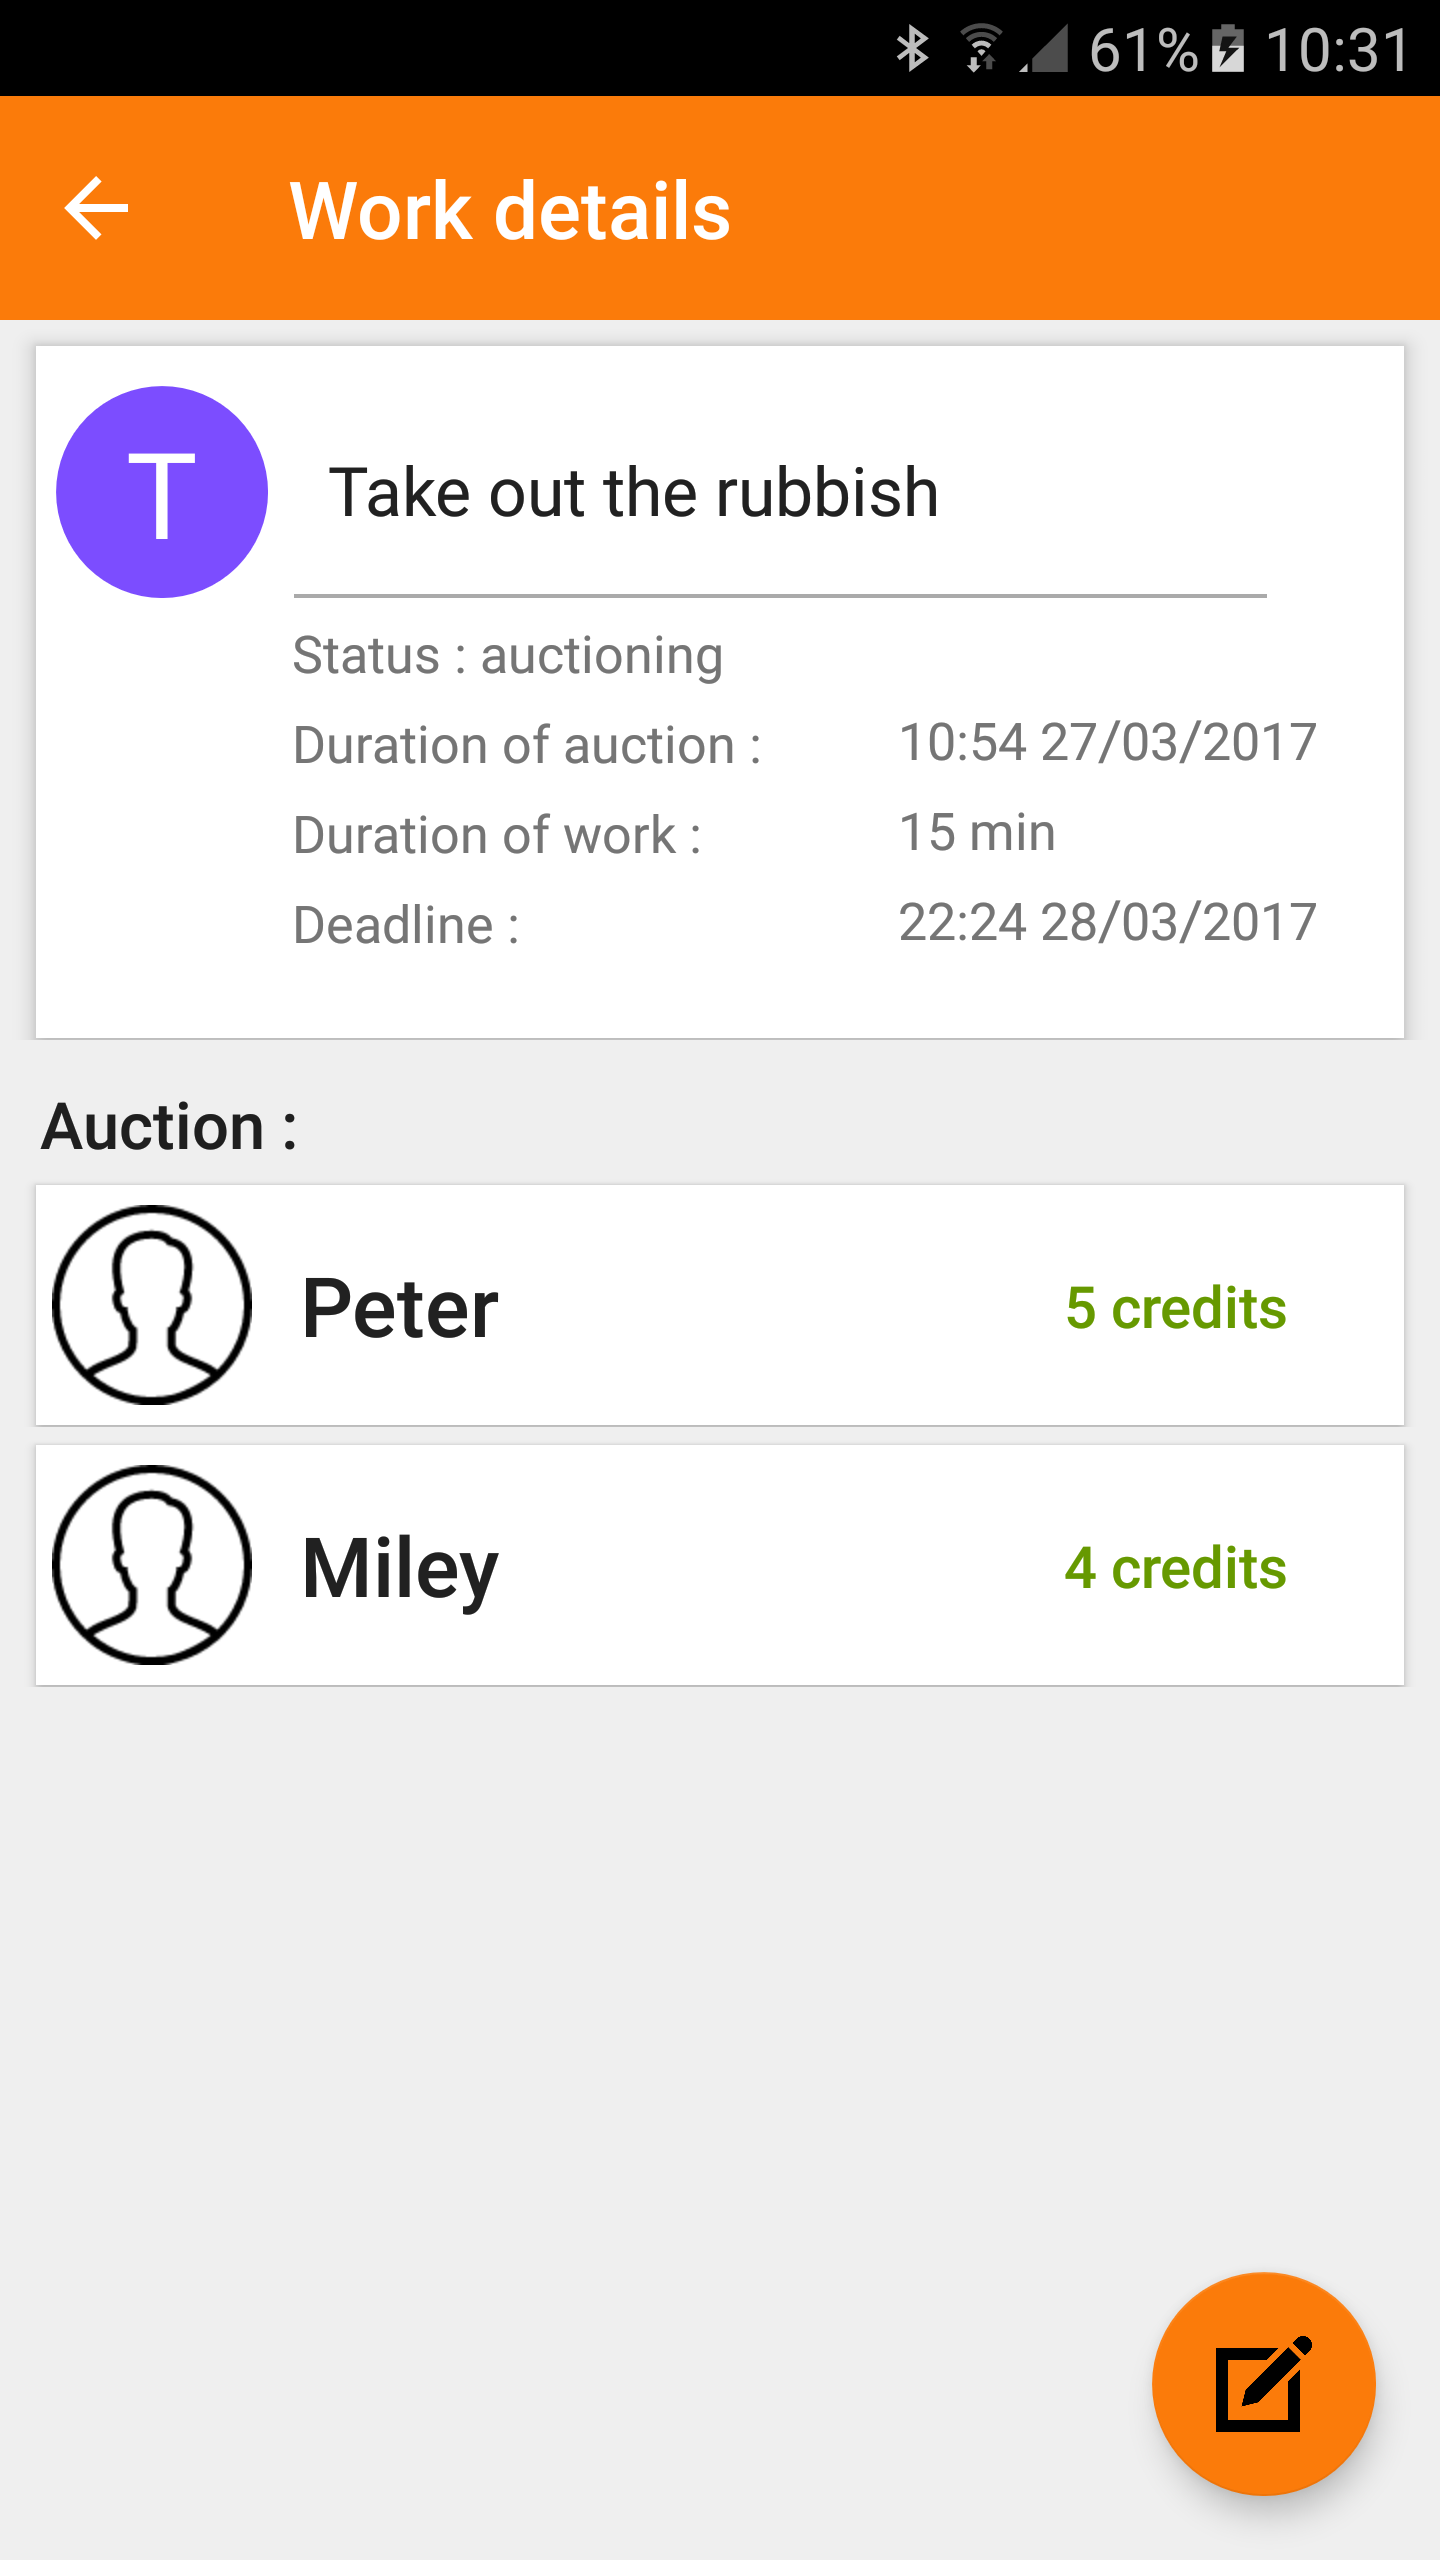 61% 10:31
Work details
T
Take out the rubbish
Status : auctioning
Duration of auction : 10:54 27/03/2017
Duration of work : 15 min
Deadline : 22:24 28/03/2017
Auction :
Peter 5 credits
Miley 4 credits